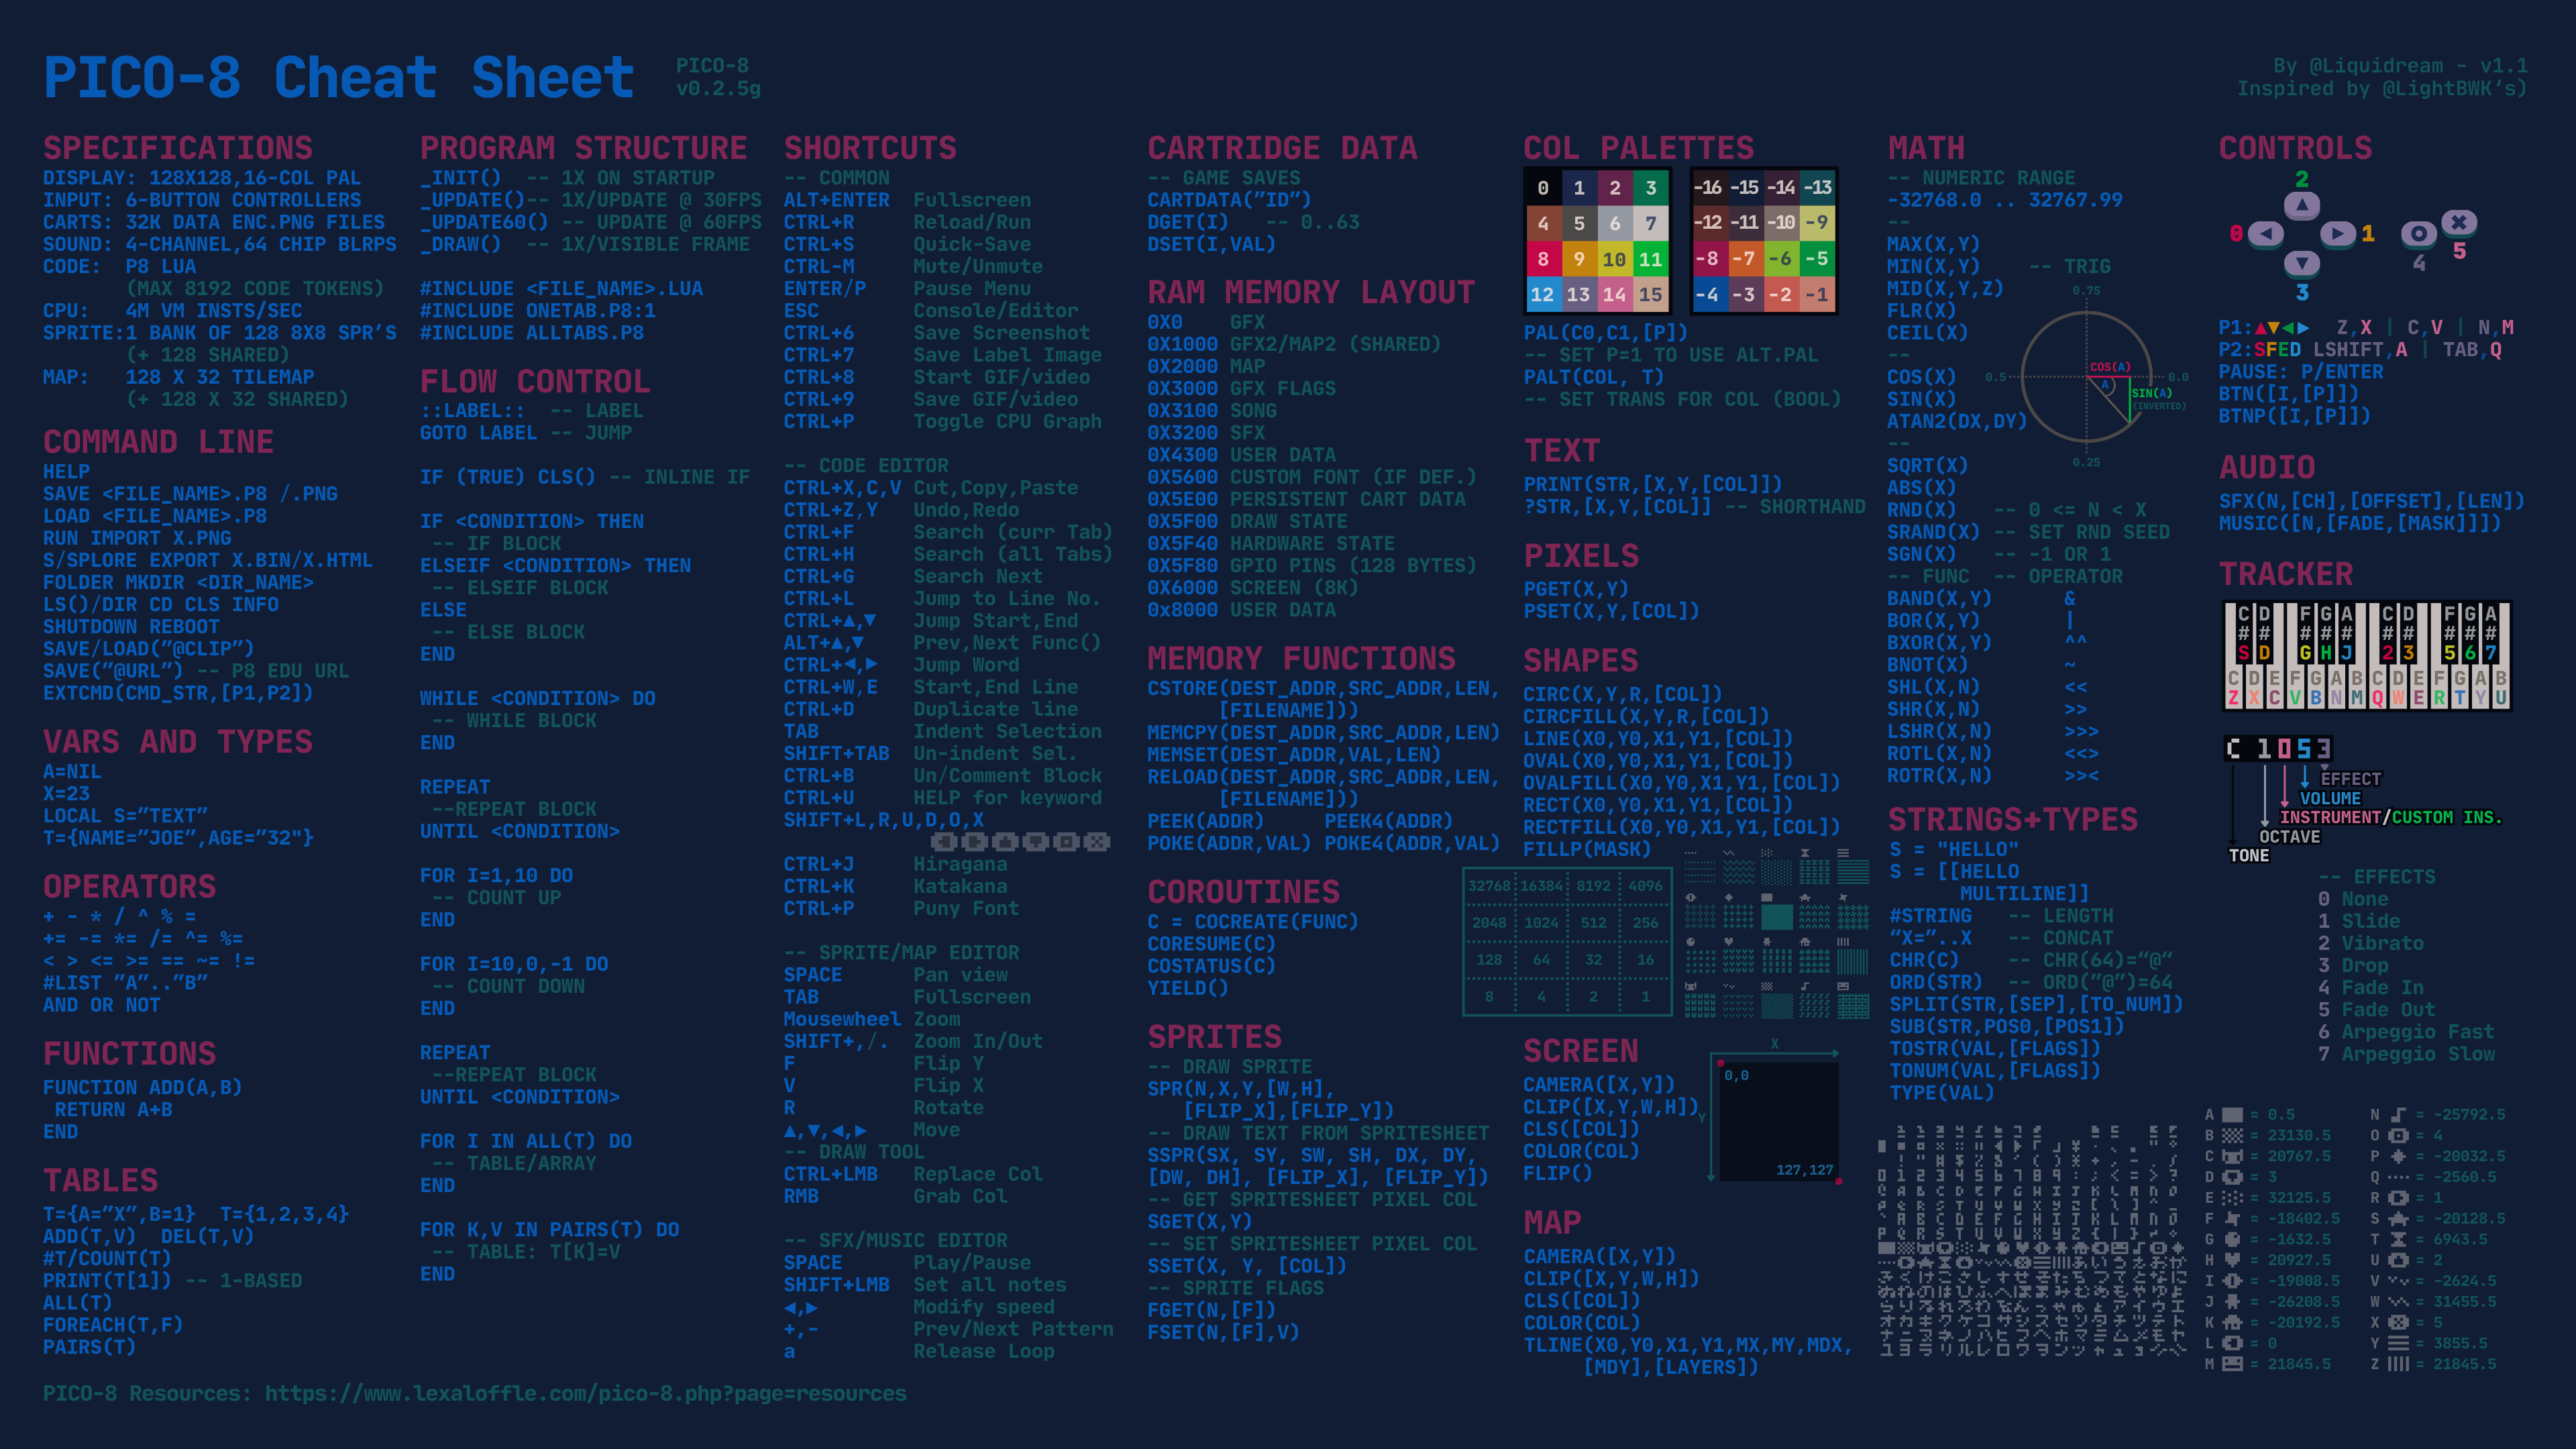 PICO-8 Cheat Sheet
PICO-8
v0.2.5g
By @Liquidream - v1.1
Inspired by @LightBWK‘s)
SPECIFICATIONS
DISPLAY: 128X128,16-COL PAL
INPUT: 6-BUTTON CONTROLLERS
CARTS: 32K DATA ENC.PNG FILES
SOUND: 4-CHANNEL,64 CHIP BLRPS
CODE: P8 LUA
(MAX 8192 CODE TOKENS)
CPU: 4M VM INSTS/SEC
SPRITE:1 BANK OF 128 8X8 SPR’S
(+ 128 SHARED)
MAP: 128 X 32 TILEMAP
(+ 128 X 32 SHARED)
COMMAND LINE
HELP
SAVE <FILE_NAME>.P8 /.PNG
LOAD <FILE_NAME>.P8
RUN IMPORT X.PNG
S/SPLORE EXPORT X.BIN/X.HTML
FOLDER MKDIR <DIR_NAME>
LS()/DIR CD CLS INFO
SHUTDOWN REBOOT
SAVE/LOAD(”@CLIP”)
SAVE(”@URL”) -- P8 EDU URL
EXTCMD(CMD_STR,[P1,P2])
VARS AND TYPES
A=NIL
X=23
LOCAL S=”TEXT”
T={NAME=”JOE”,AGE=”32"}
OPERATORS
+ - * / ^ % =
+= -= *= /= ^= %=
< > <= >= == ~= !=
#LIST ”A”..”B”
AND OR NOT
FUNCTIONS
FUNCTION ADD(A,B)
RETURN A+B
END
TABLES
T={A=”X”,B=1} T={1,2,3,4}
ADD(T,V) DEL(T,V)
#T/COUNT(T)
PRINT(T[1]) -- 1-BASED
ALL(T)
FOREACH(T,F)
PAIRS(T)
PICO-8 Resources: https://www.lexaloffle.com/pico-8.php?page=resources
PROGRAM STRUCTURE
_INIT() -- 1X ON STARTUP
_UPDATE()-- 1X/UPDATE @ 30FPS
_UPDATE60() -- UPDATE @ 60FPS
_DRAW() -- 1X/VISIBLE FRAME
#INCLUDE <FILE_NAME>.LUA
#INCLUDE ONETAB.P8:1
#INCLUDE ALLTABS.P8
FLOW CONTROL
::LABEL:: -- LABEL
GOTO LABEL -- JUMP
IF (TRUE) CLS() -- INLINE IF
IF <CONDITION> THEN
-- IF BLOCK
ELSEIF <CONDITION> THEN
-- ELSEIF BLOCK
ELSE
-- ELSE BLOCK
END
WHILE <CONDITION> DO
-- WHILE BLOCK
END
REPEAT
--REPEAT BLOCK
UNTIL <CONDITION>
FOR I=1,10 DO
-- COUNT UP
END
FOR I=10,0,-1 DO
-- COUNT DOWN
END
REPEAT
--REPEAT BLOCK
UNTIL <CONDITION>
FOR I IN ALL(T) DO
-- TABLE/ARRAY
END
FOR K,V IN PAIRS(T) DO
-- TABLE: T[K]=V
END
SHORTCUTS
-- COMMON
ALT+ENTER Fullscreen
CTRL+R Reload/Run
CTRL+S Quick-Save
CTRL-M Mute/Unmute
ENTER/P Pause Menu
ESC Console/Editor
CTRL+6 Save Screenshot
CTRL+7 Save Label Image
CTRL+8 Start GIF/video
CTRL+9 Save GIF/video
CTRL+P Toggle CPU Graph
-- CODE EDITOR
CTRL+X,C,V Cut,Copy,Paste
CTRL+Z,Y Undo,Redo
CTRL+F Search (curr Tab)
CTRL+H Search (all Tabs)
CTRL+G Search Next
CTRL+L Jump to Line No.
CTRL+▲,▼ Jump Start,End
ALT+▲,▼ Prev,Next Func()
CTRL+◀,▶ Jump Word
CTRL+W,E Start,End Line
CTRL+D Duplicate line
TAB Indent Selection
SHIFT+TAB Un-indent Sel.
CTRL+B Un/Comment Block
CTRL+U HELP for keyword
SHIFT+L,R,U,D,O,X
CTRL+J Hiragana
CTRL+K Katakana
CTRL+P Puny Font
-- SPRITE/MAP EDITOR
SPACE Pan view
TAB Fullscreen
Mousewheel Zoom
SHIFT+,/. Zoom In/Out
F Flip Y
V Flip X
R Rotate
▲,▼,◀,▶ Move
-- DRAW TOOL
CTRL+LMB Replace Col
RMB Grab Col
-- SFX/MUSIC EDITOR
SPACE Play/Pause
SHIFT+LMB Set all notes
◀,▶ Modify speed
+,- Prev/Next Pattern
a Release Loop
CARTRIDGE DATA
-- GAME SAVES
CARTDATA(”ID”)
DGET(I) -- 0..63
DSET(I,VAL)
RAM MEMORY LAYOUT
0X0 GFX
0X1000 GFX2/MAP2 (SHARED)
0X2000 MAP
0X3000 GFX FLAGS
0X3100 SONG
0X3200 SFX
0X4300 USER DATA
0X5600 CUSTOM FONT (IF DEF.)
0X5E00 PERSISTENT CART DATA
0X5F00 DRAW STATE
0X5F40 HARDWARE STATE
0X5F80 GPIO PINS (128 BYTES)
0X6000 SCREEN (8K)
0x8000 USER DATA
MEMORY FUNCTIONS
CSTORE(DEST_ADDR,SRC_ADDR,LEN,
[FILENAME]))
MEMCPY(DEST_ADDR,SRC_ADDR,LEN)
MEMSET(DEST_ADDR,VAL,LEN)
RELOAD(DEST_ADDR,SRC_ADDR,LEN,
[FILENAME]))
PEEK(ADDR) PEEK4(ADDR)
POKE(ADDR,VAL) POKE4(ADDR,VAL)
COROUTINES
C = COCREATE(FUNC)
CORESUME(C)
COSTATUS(C)
YIELD()
SPRITES
-- DRAW SPRITE
SPR(N,X,Y,[W,H],
[FLIP_X],[FLIP_Y])
-- DRAW TEXT FROM SPRITESHEET
SSPR(SX, SY, SW, SH, DX, DY,
[DW, DH], [FLIP_X], [FLIP_Y])
-- GET SPRITESHEET PIXEL COL
SGET(X,Y)
-- SET SPRITESHEET PIXEL COL
SSET(X, Y, [COL])
-- SPRITE FLAGS
FGET(N,[F])
FSET(N,[F],V)
COL PALETTES
0 1 2 3 -16 -15 -14 -13
4 5 6 7 -12 -11 -10 -9
8 9 10 11 -8 -7 -6 -5
12 13 14 15 -4 -3 -2 -1
PAL(C0,C1,[P])
-- SET P=1 TO USE ALT.PAL
PALT(COL, T)
-- SET TRANS FOR COL (BOOL)
TEXT
PRINT(STR,[X,Y,[COL]])
?STR,[X,Y,[COL]] -- SHORTHAND
PIXELS
PGET(X,Y)
PSET(X,Y,[COL])
SHAPES
CIRC(X,Y,R,[COL])
CIRCFILL(X,Y,R,[COL])
LINE(X0,Y0,X1,Y1,[COL])
OVAL(X0,Y0,X1,Y1,[COL])
OVALFILL(X0,Y0,X1,Y1,[COL])
RECT(X0,Y0,X1,Y1,[COL])
RECTFILL(X0,Y0,X1,Y1,[COL])
FILLP(MASK)
32768 16384 8192 4096
2048 1024 512 256
128 64 32 16
8 4 2 1
SCREEN
CAMERA([X,Y])
CLIP([X,Y,W,H])
CLS([COL])
COLOR(COL)
FLIP()
X
Y
0,0
127,127
MAP
CAMERA([X,Y])
CLIP([X,Y,W,H])
CLS([COL])
COLOR(COL)
TLINE(X0,Y0,X1,Y1,MX,MY,MDX,
[MDY],[LAYERS])
MATH
-- NUMERIC RANGE
-32768.0 .. 32767.99
--
MAX(X,Y)
MIN(X,Y) -- TRIG
MID(X,Y,Z)
FLR(X)
CEIL(X)
--
COS(X)
SIN(X)
ATAN2(DX,DY)
--
SQRT(X)
ABS(X)
RND(X) -- 0 <= N < X
SRAND(X) -- SET RND SEED
SGN(X) -- -1 OR 1
-- FUNC -- OPERATOR
BAND(X,Y) &
BOR(X,Y) |
BXOR(X,Y) ^^
BNOT(X) ~
SHL(X,N) <<
SHR(X,N) >>
LSHR(X,N) >>>
ROTL(X,N) <<>
ROTR(X,N) >><
0.75
0.5
0.0
0.25
COS(A)
A
SIN(A)
(INVERTED)
STRINGS+TYPES
S = "HELLO"
S = [[HELLO
MULTILINE]]
#STRING -- LENGTH
“X=”..X -- CONCAT
CHR(C) -- CHR(64)=“@“
ORD(STR) -- ORD(”@”)=64
SPLIT(STR,[SEP],[TO_NUM])
SUB(STR,POS0,[POS1])
TOSTR(VAL,[FLAGS])
TONUM(VAL,[FLAGS])
TYPE(VAL)
CONTROLS
2
0 1
3
4
5
P1:▲▼◀▶ Z,X | C,V | N,M
P2:SFED LSHIFT,A | TAB,Q
PAUSE: P/ENTER
BTN([I,[P]])
BTNP([I,[P]])
AUDIO
SFX(N,[CH],[OFFSET],[LEN])
MUSIC([N,[FADE,[MASK]]])
TRACKER
C D F G A C D F G A
# # # # # # # # # #
S D G H J 2 3 5 6 7
C D E F G A B C D E F G A B
Z X C V B N M Q W E R T Y U
C 1053
EFFECT
VOLUME
INSTRUMENT/CUSTOM INS.
OCTAVE
TONE
-- EFFECTS
0 None
1 Slide
2 Vibrato
3 Drop
4 Fade In
5 Fade Out
6 Arpeggio Fast
7 Arpeggio Slow
A = 0.5
B = 23130.5
C = 20767.5
D = 3
E = 32125.5
F = -18402.5
G = -1632.5
H = 20927.5
I = -19008.5
J = -26208.5
K = -20192.5
L = 0
M = 21845.5
N = -25792.5
O = 4
P = -20032.5
Q = -2560.5
R = 1
S = -20128.5
T = 6943.5
U = 2
V = -2624.5
W = 31455.5
X = 5
Y = 3855.5
Z = 21845.5